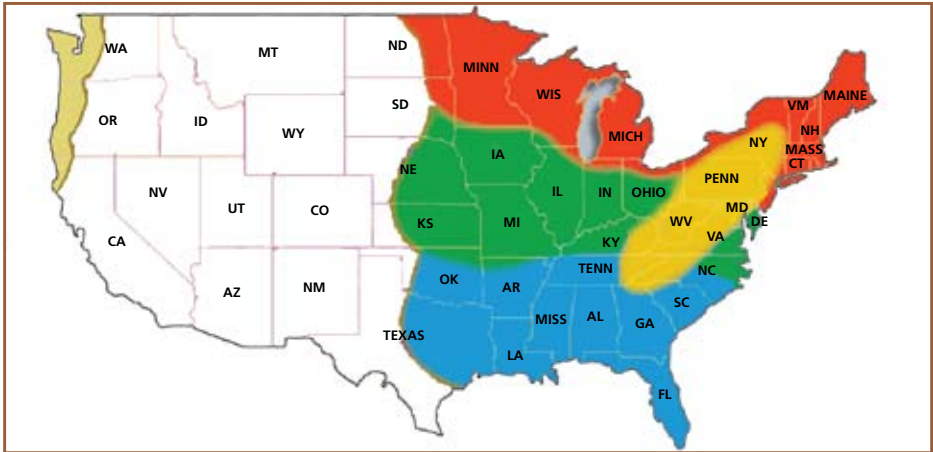 WA
MT
ND
MINN
OR
ID
WY
SD
WIS
MICH
VM
MAINE
NH
NY
MASS
CT
NV
UT
CO
NE
IA
IL
IN
OHIO
PENN
CA
KS
MI
KY
WV
MD
DE
VA
AZ
NM
OK
AR
TENN
NC
SC
TEXAS
MISS
AL
GA
LA
FL